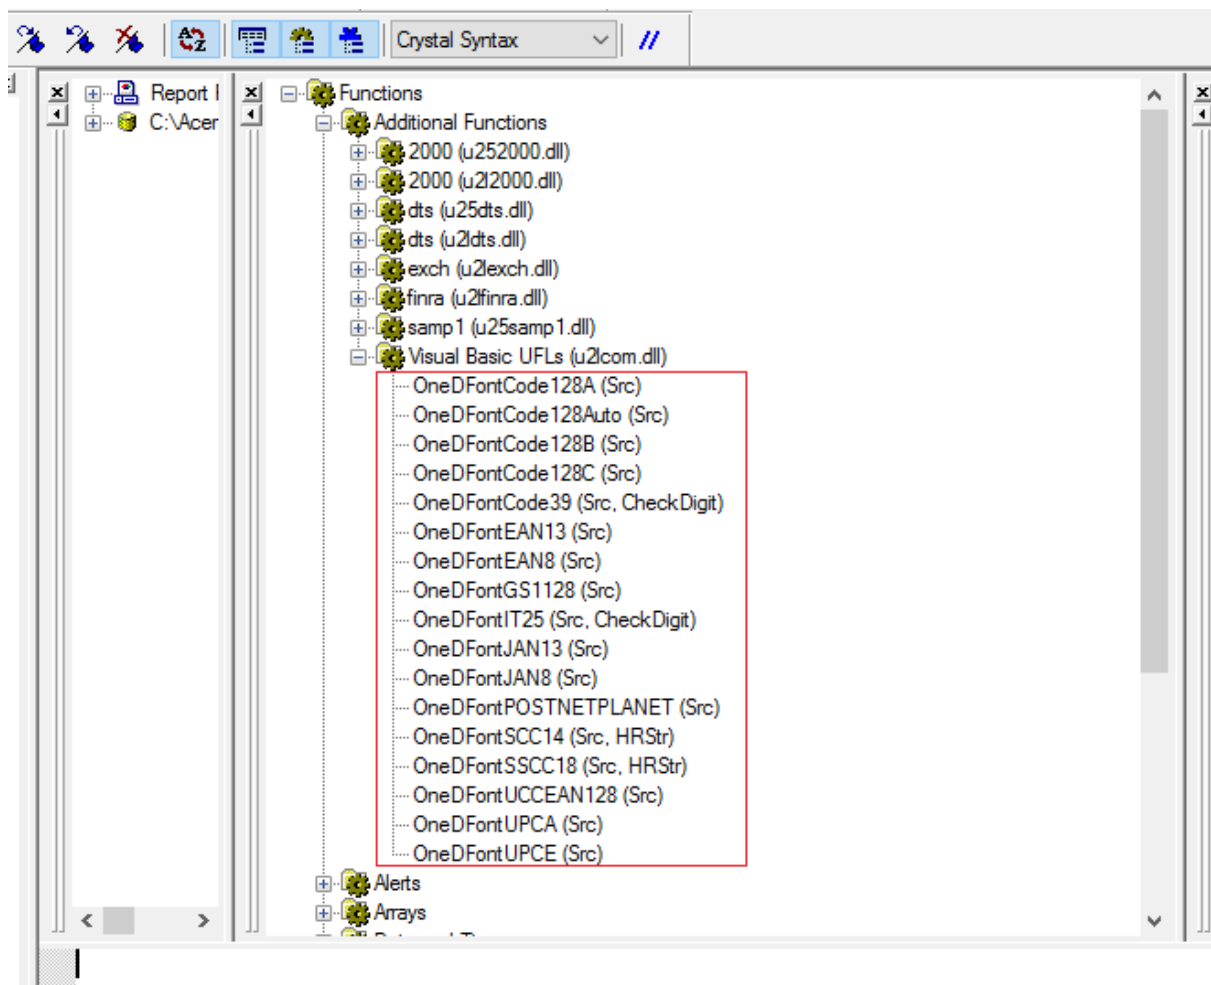 Crystal Syntax
Report
C:\Acer
Functions
Additional Functions
2000 (u252000.dll)
2000 (u2l2000.dll)
dts (u25dts.dll)
dts (u2ldts.dll)
exch (u2lexch.dll)
finra (u2lfinra.dll)
samp1 (u25samp1.dll)
Visual Basic UFLs (u2lcom.dll)
OneDFontCode128A (Src)
OneDFontCode128Auto (Src)
OneDFontCode128B (Src)
OneDFontCode128C (Src)
OneDFontCode39 (Src, CheckDigit)
OneDFontEAN13 (Src)
OneDFontEAN8 (Src)
OneDFontGS1128 (Src)
OneDFontIT25 (Src, CheckDigit)
OneDFontJAN13 (Src)
OneDFontJAN8 (Src)
OneDFontPOSTNETPLANET (Src)
OneDFontSCC14 (Src, HRStr)
OneDFontSSCC18 (Src, HRStr)
OneDFontUCCEAN128 (Src)
OneDFontUPCA (Src)
OneDFontUPCE (Src)
Alerts
Arrays